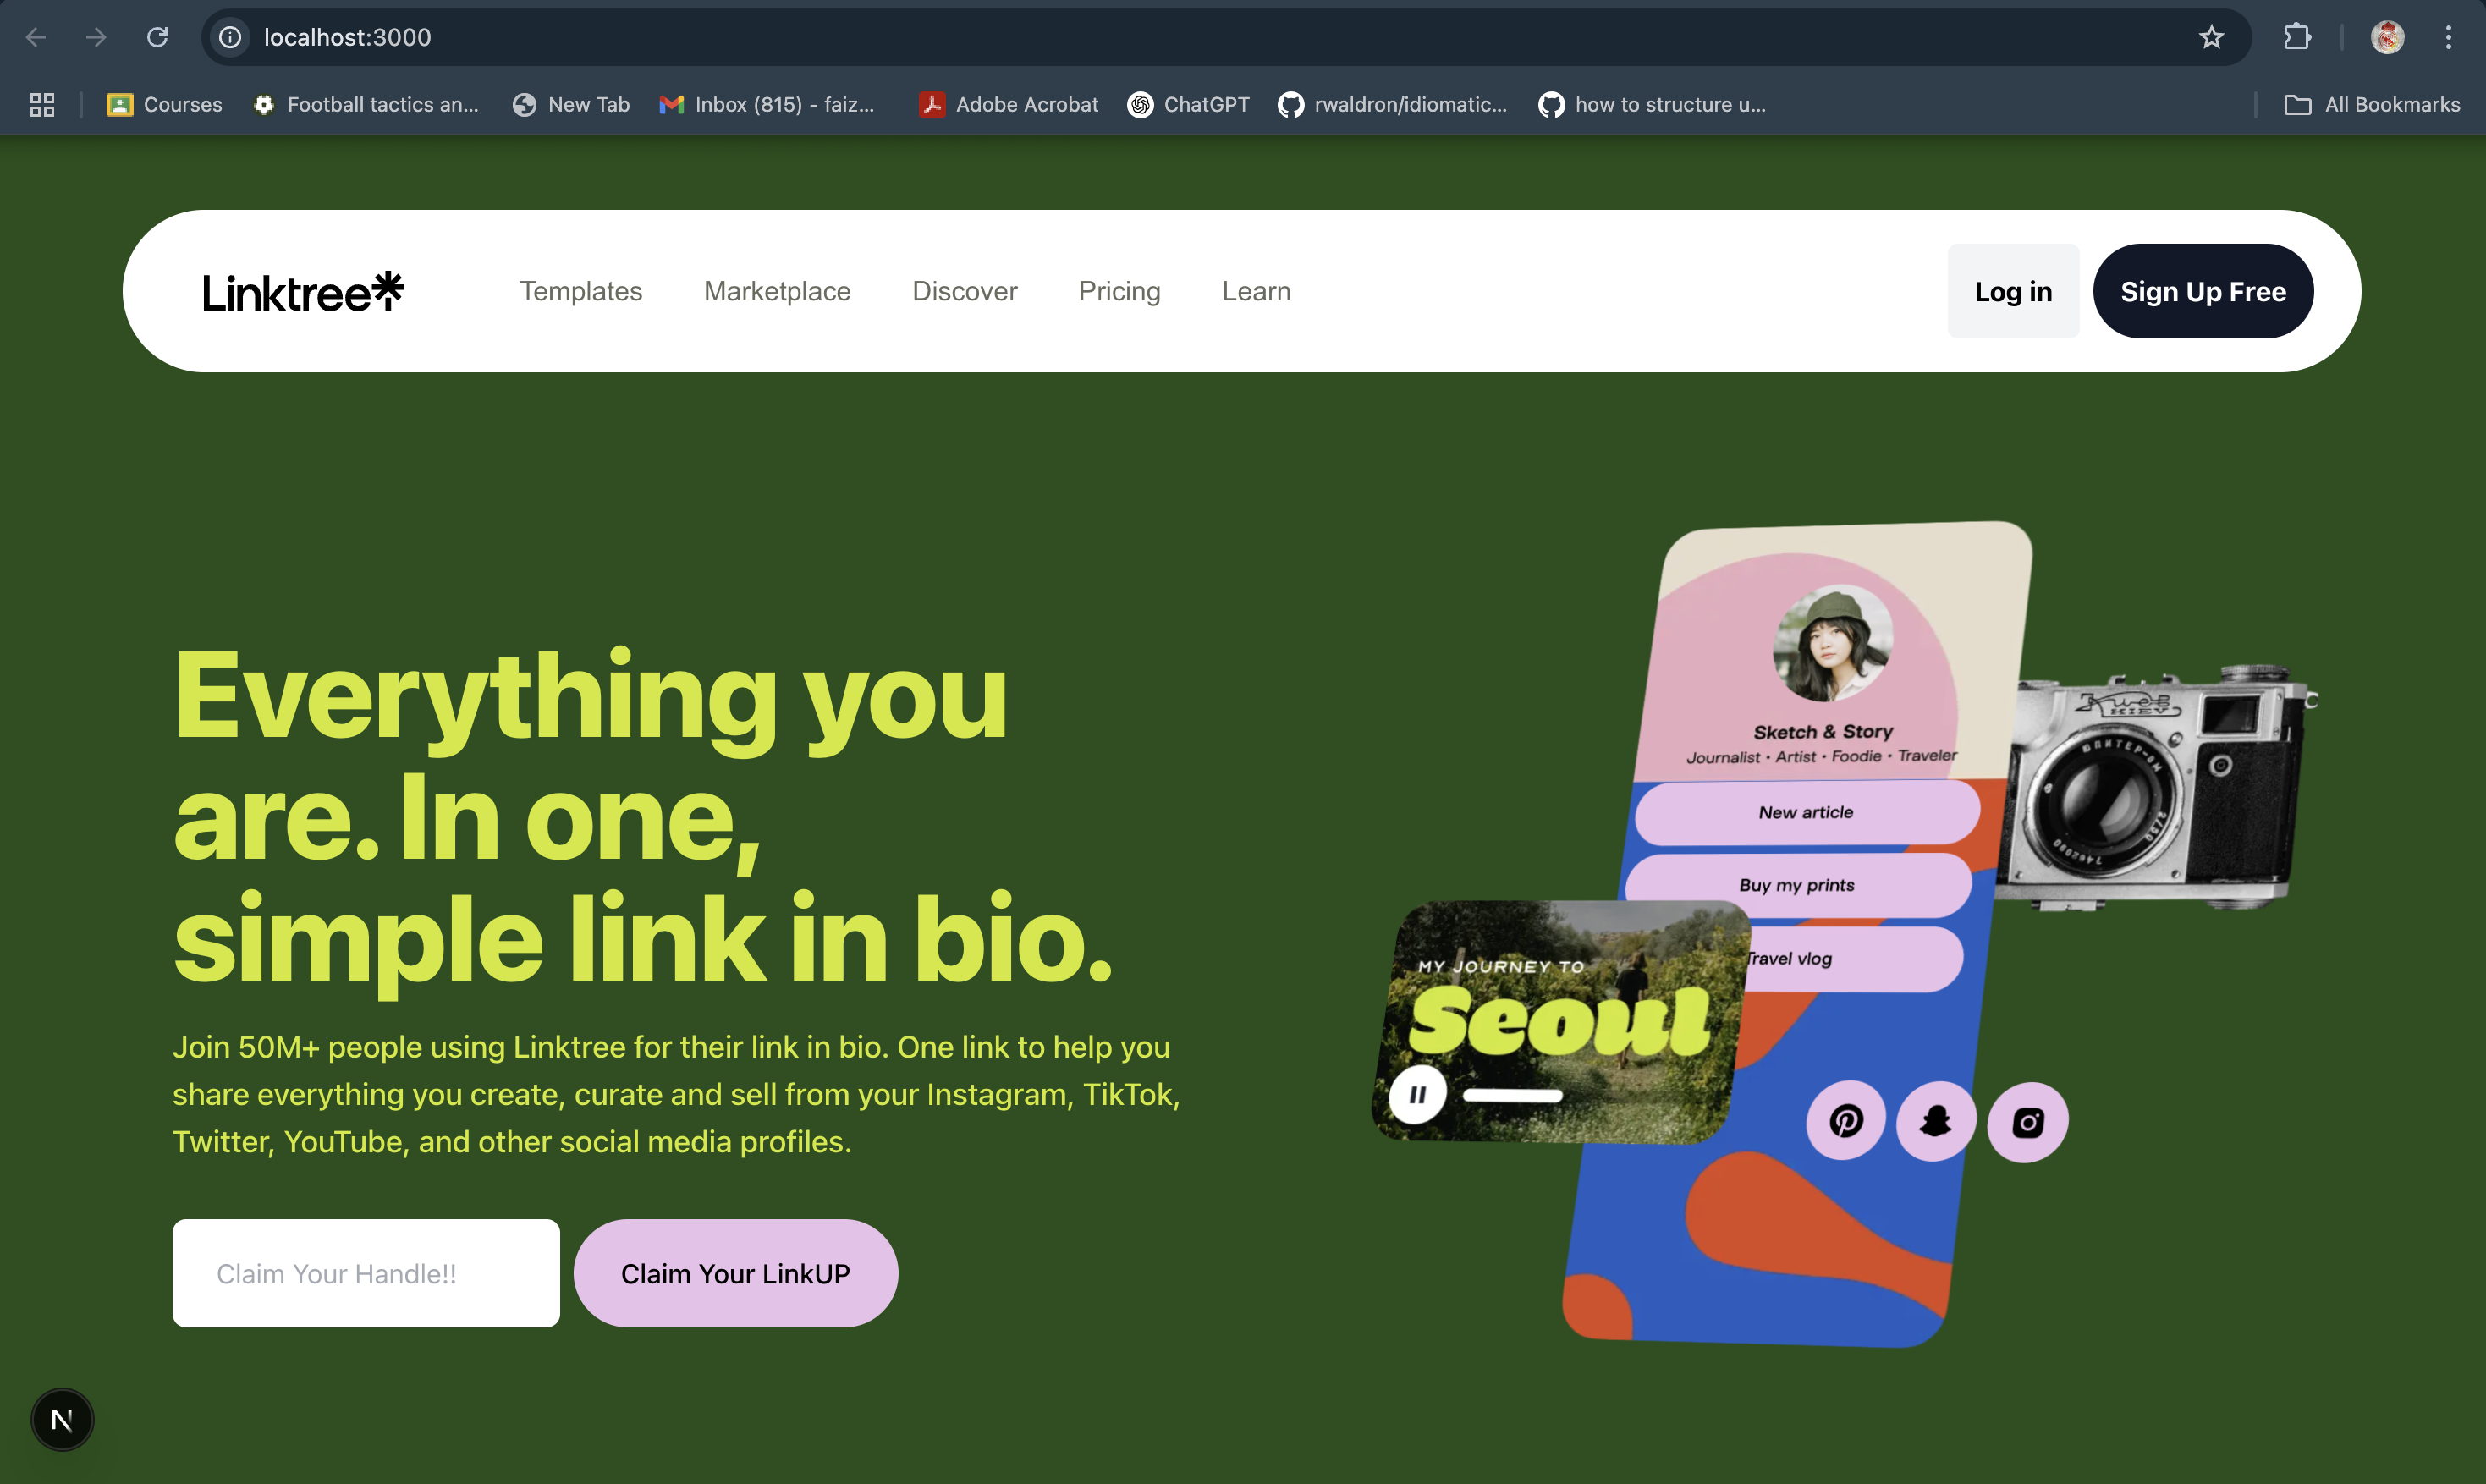 localhost:3000
Courses
Football tactics an...
New Tab
Inbox (815) - faiz...
Adobe Acrobat
ChatGPT
rwaldron/idiomatic...
how to structure u...
All Bookmarks
Linktree
Templates
Marketplace
Discover
Pricing
Learn
Log in
Sign Up Free
Everything you
are. In one,
simple link in bio.
Join 50M+ people using Linktree for their link in bio. One link to help you
share everything you create, curate and sell from your Instagram, TikTok,
Twitter, YouTube, and other social media profiles.
Claim Your Handle!!
Claim Your LinkUP
Sketch & Story
Journalist • Artist • Foodie • Traveler
New article
Buy my prints
Travel vlog
MY JOURNEY TO
Seoul
KIEV
ЮПИТЕР-8М
2/50
N